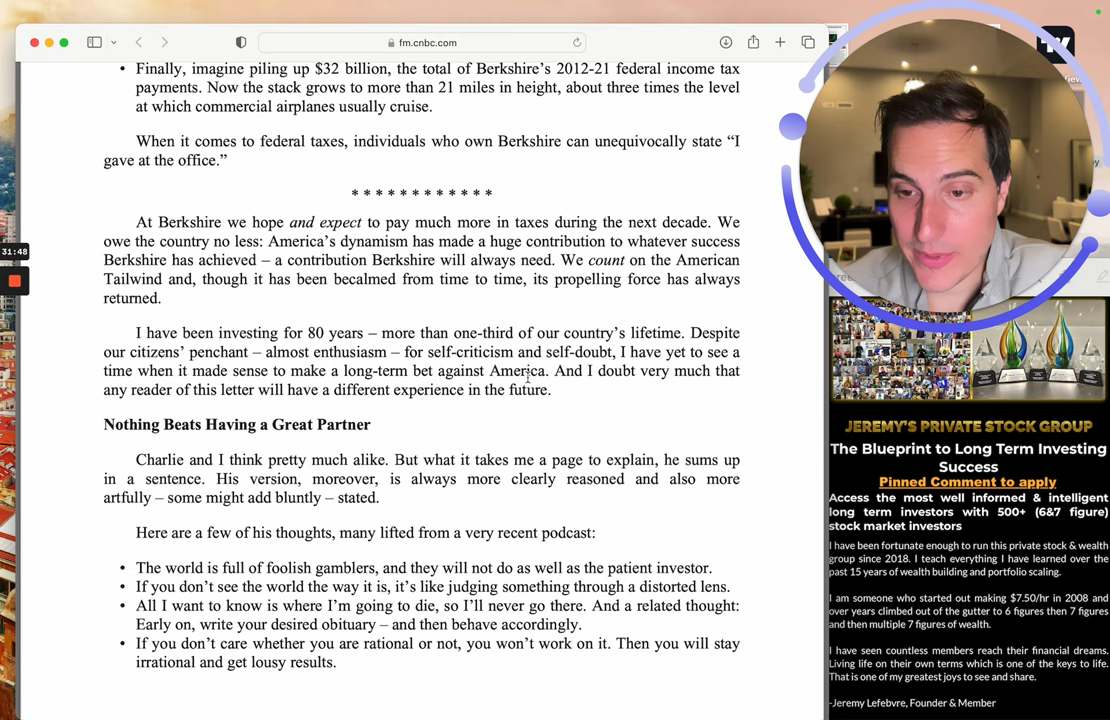 fm.cnbc.com
• Finally, imagine piling up $32 billion, the total of Berkshire's 2012-21 federal income tax
payments. Now the stack grows to more than 21 miles in height, about three times the level
at which commercial airplanes usually cruise.
When it comes to federal taxes, individuals who own Berkshire can unequivocally state “I
gave at the office.”
* * * * * * * * * * * *
At Berkshire we hope and expect to pay much more in taxes during the next decade. We
owe the country no less: America's dynamism has made a huge contribution to whatever success
Berkshire has achieved – a contribution Berkshire will always need. We count on the American
Tailwind and, though it has been becalmed from time to time, its propelling force has always
returned.
I have been investing for 80 years – more than one-third of our country's lifetime. Despite
our citizens' penchant – almost enthusiasm – for self-criticism and self-doubt, I have yet to see a
time when it made sense to make a long-term bet against America. And I doubt very much that
any reader of this letter will have a different experience in the future.
Nothing Beats Having a Great Partner
Charlie and I think pretty much alike. But what it takes me a page to explain, he sums up
in a sentence. His version, moreover, is always more clearly reasoned and also more
artfully – some might add bluntly – stated.
Here are a few of his thoughts, many lifted from a very recent podcast:
• The world is full of foolish gamblers, and they will not do as well as the patient investor.
• If you don't see the world the way it is, it's like judging something through a distorted lens.
• All I want to know is where I'm going to die, so I'll never go there. And a related thought:
Early on, write your desired obituary – and then behave accordingly.
• If you don't care whether you are rational or not, you won't work on it. Then you will stay
irrational and get lousy results.
31:48
JEREMY'S PRIVATE STOCK GROUP
The Blueprint to Long Term Investing
Success
Pinned Comment to apply
Access the most well informed & intelligent
long term investors with 500+ (6&7 figure)
stock market investors
I have been fortunate enough to run this private stock & wealth
group since 2018. I teach everything I have learned over the
past 15 years of wealth building and portfolio scaling.
I am someone who started out making $7.50/hr in 2008 and
over years climbed out of the gutter to 6 figures then 7 figures
and then multiple 7 figures of wealth.
I have seen countless members reach their financial dreams.
Living life on their own terms which is one of the keys to life.
That is one of my greatest joys to see and share.
-Jeremy Lefebvre, Founder & Member